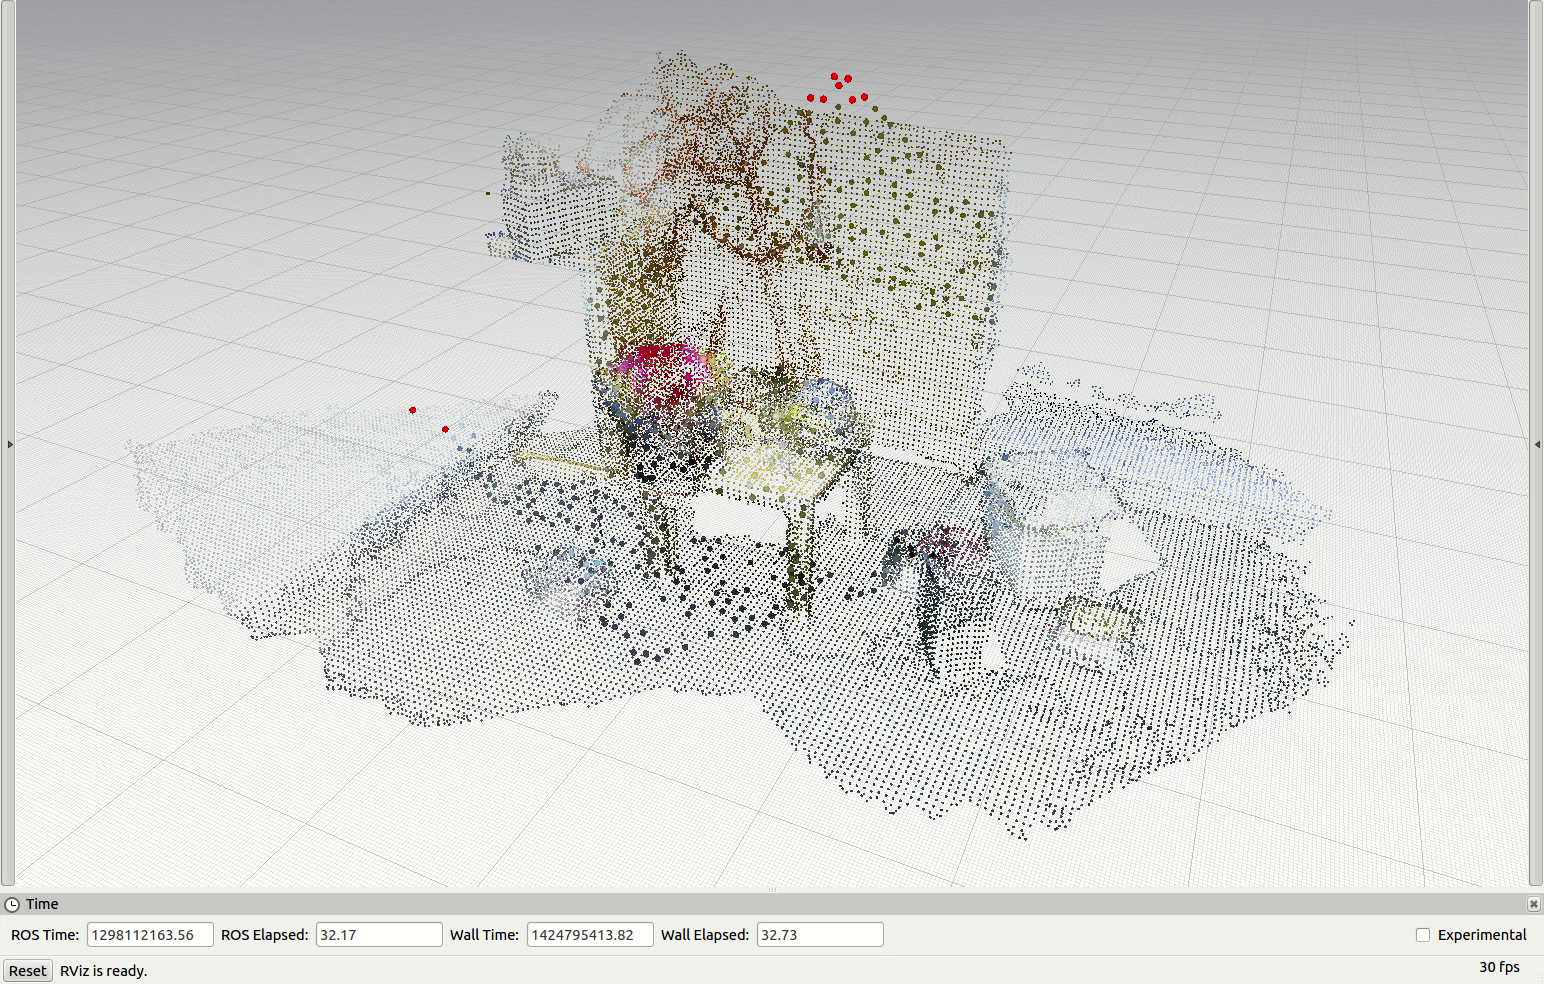 Time
ROS Time: 1298112163.56 ROS Elapsed: 32.17 Wall Time: 1424795413.82 Wall Elapsed: 32.73 Experimental
Reset RViz is ready. 30 fps